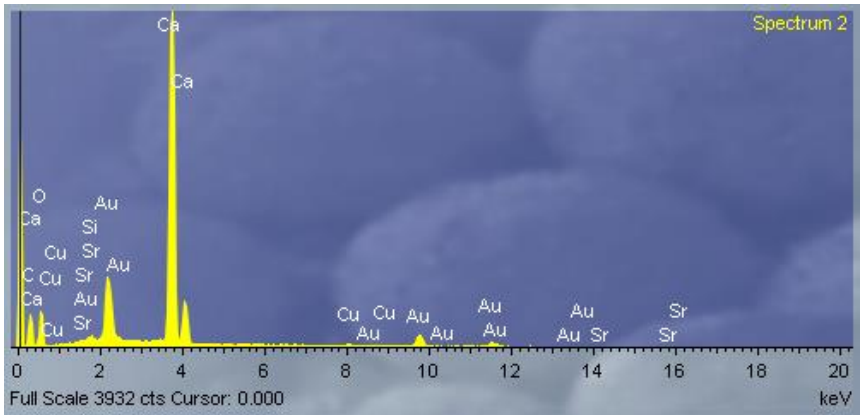 Spectrum 2
Ca
Ca
O
Ca
Au
Si
Cu
Sr
Au
C
Cu
Sr
Ca
Au
Cu
Sr
Cu
Cu
Au
Au
Au
Au
Au
Au
Au
Sr
Sr
Sr
0 2 4 6 8 10 12 14 16 18 20
Full Scale 3932 cts Cursor: 0.000 keV